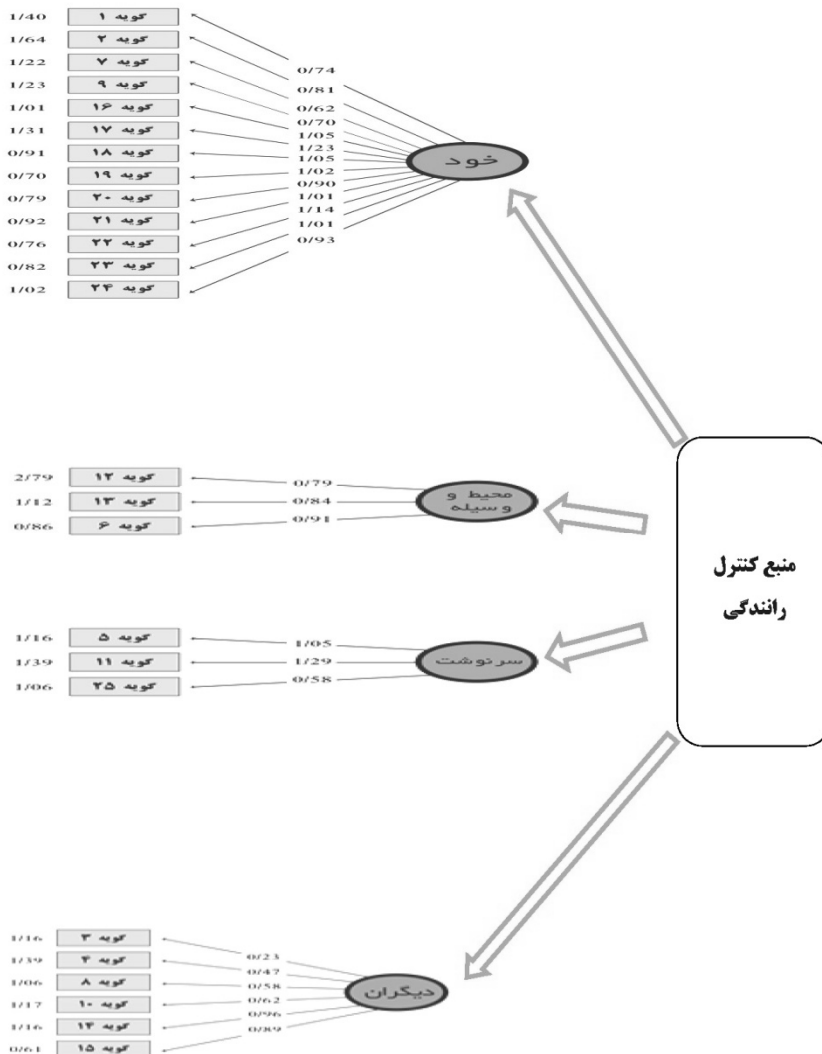 1/40 گویه ۱
1/64 گویه ۲
1/22 گویه ۷
1/23 گویه ۹
1/01 گویه ۱۶
1/31 گویه ۱۷
0/91 گویه ۱۸
0/70 گویه ۱۹
0/79 گویه ۲۰
0/92 گویه ۲۱
0/76 گویه ۲۲
0/82 گویه ۲۳
1/02 گویه ۲۴
0/74
0/81
0/62
0/70
1/05
1/23
1/05
1/02
0/90
1/01
1/14
1/01
0/93
خود
2/79 گویه ۱۲
1/12 گویه ۱۳
0/86 گویه ۶
0/79
0/84
0/91
محیط و
وسیله
منبع کنترل
رانندگی
1/16 گویه ۵
1/39 گویه ۱۱
1/06 گویه ۲۵
1/05
1/29
0/58
سرنوشت
1/16 گویه ۳
1/39 گویه ۴
1/06 گویه ۸
1/17 گویه ۱۰
1/16 گویه ۱۴
0/61 گویه ۱۵
0/23
0/47
0/58
0/62
0/96
0/89
دیگران